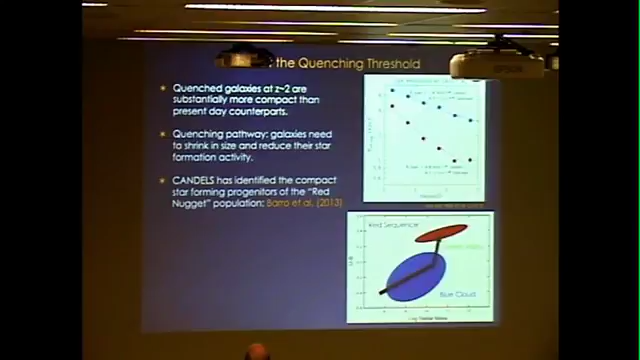 the Quenching Threshold
Quenched galaxies at z~2 are
substantially more compact than
present day counterparts.
Quenching pathway: galaxies need
to shrink in size and reduce their star
formation activity.
CANDELS has identified the compact
star forming progenitors of the "Red
Nugget" population: Barro et al. (2013)
Red Sequence
Blue Cloud
EPSON